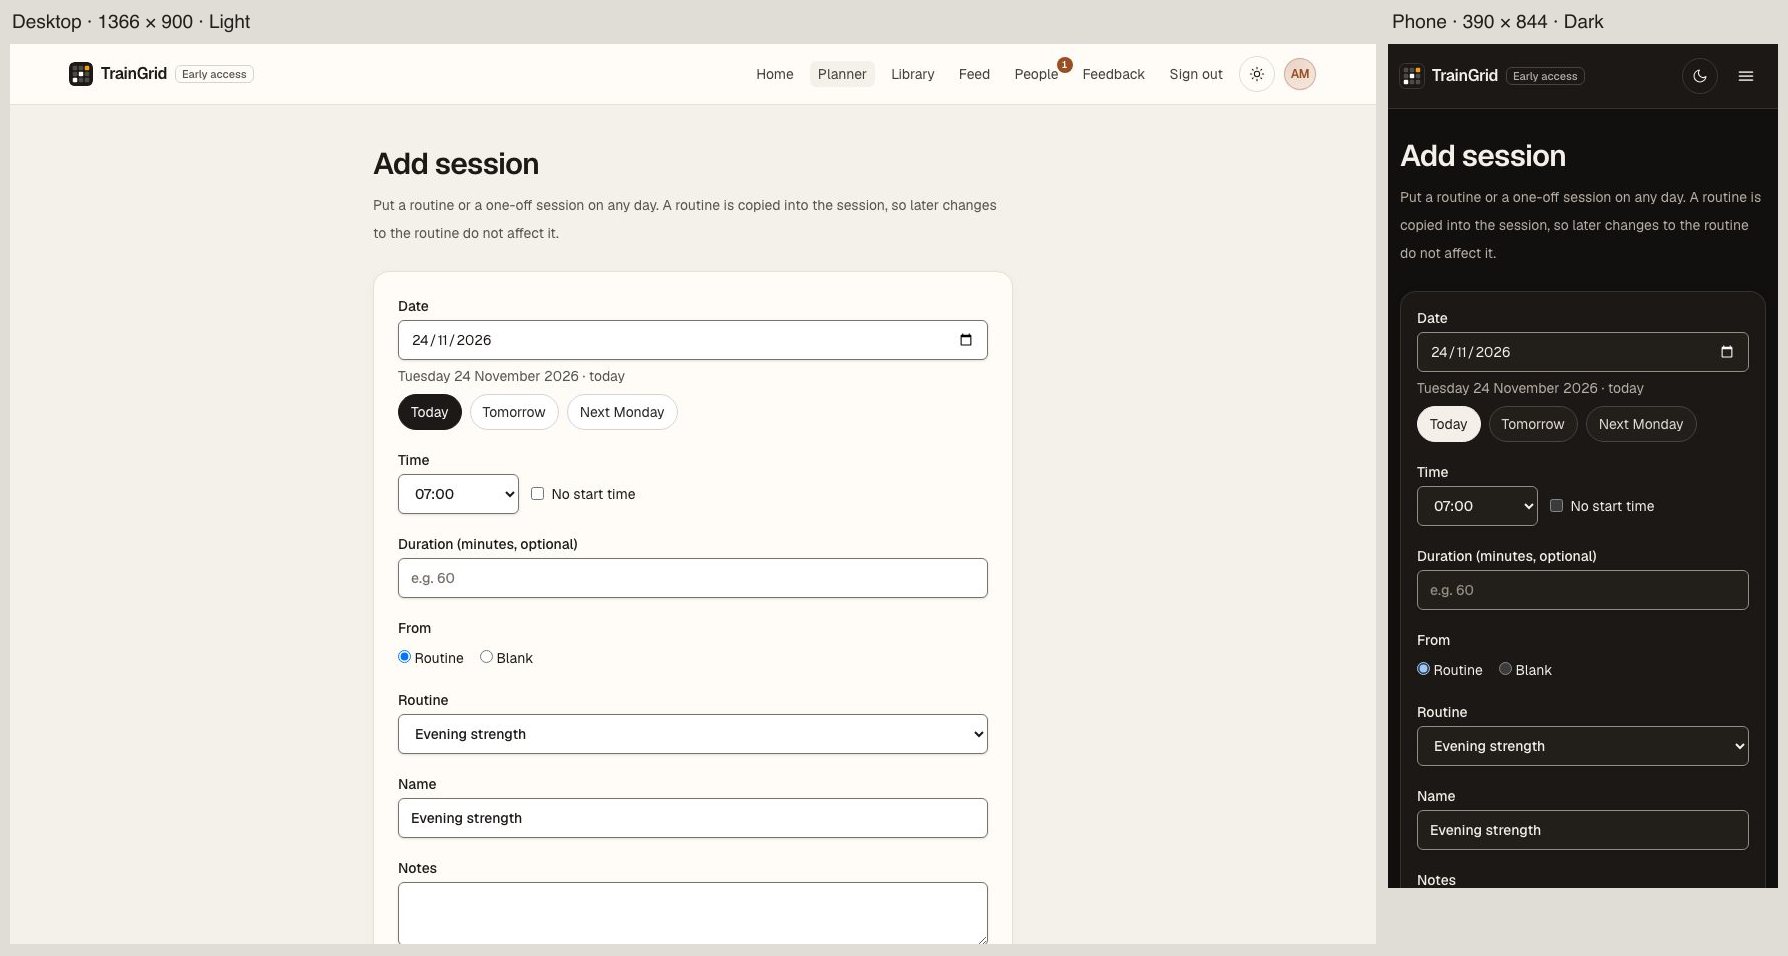 Desktop · 1366 × 900 · Light
TrainGrid Early access
Home Planner Library Feed People 1 Feedback Sign out AM
Add session
Put a routine or a one-off session on any day. A routine is copied into the session, so later changes
to the routine do not affect it.
Date
24/11/2026
Tuesday 24 November 2026 · today
Today Tomorrow Next Monday
Time
07:00 No start time
Duration (minutes, optional)
e.g. 60
From
Routine Blank
Routine
Evening strength
Name
Evening strength
Notes
Phone · 390 × 844 · Dark
TrainGrid Early access
Add session
Put a routine or a one-off session on any day. A routine is
copied into the session, so later changes to the routine
do not affect it.
Date
24/11/2026
Tuesday 24 November 2026 · today
Today Tomorrow Next Monday
Time
07:00 No start time
Duration (minutes, optional)
e.g. 60
From
Routine Blank
Routine
Evening strength
Name
Evening strength
Notes